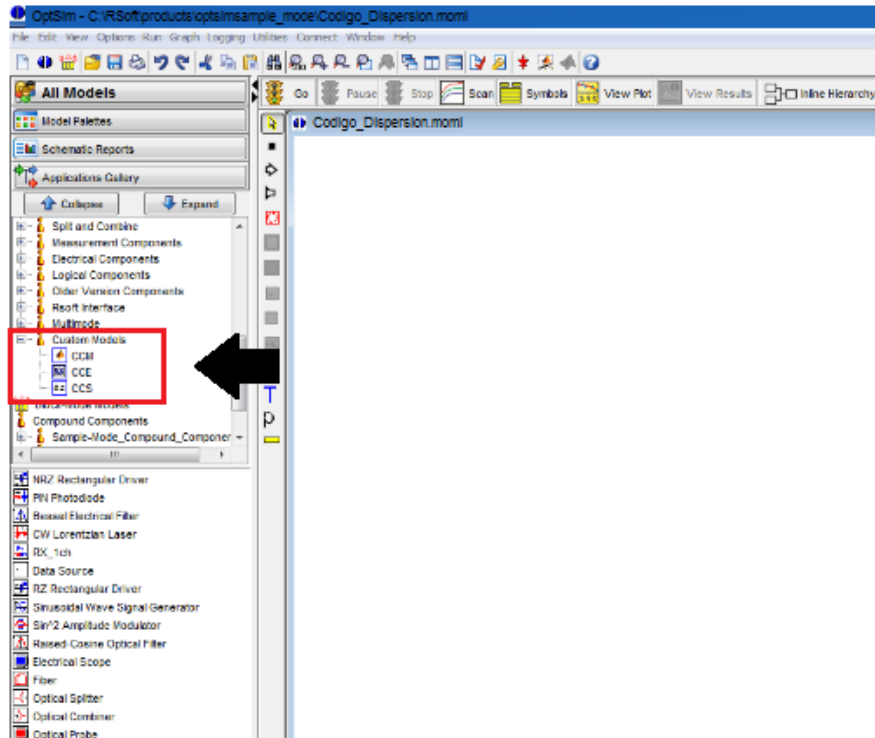 OptSim - C:\RSoft\products\optsimsample_mode\Codigo_Dispersion.moml
File Edit View Options Run Graph Logging Utilities Connect Window Help
All Models
Go Pause Stop Scan Symbols View Plot View Results Inline Hierarchy
Model Palettes
Codigo_Dispersion.moml
Schematic Reports
Applications Gallery
Collapse Expand
Split and Combine
Measurement Components
Electrical Components
Logical Components
Older Version Components
Rsoft Interface
Multimode
Custom Models
CCM
CCE
CCS
Block-Mode Models
Compound Components
Sample-Mode_Compound_Componer
NRZ Rectangular Driver
PIN Photodiode
Bessel Electrical Filter
CW Lorentzian Laser
RX_1ch
Data Source
RZ Rectangular Driver
Sinusoidal Wave Signal Generator
Sin^2 Amplitude Modulator
Raised-Cosine Optical Filter
Electrical Scope
Fiber
Optical Splitter
Optical Combiner
Optical Probe